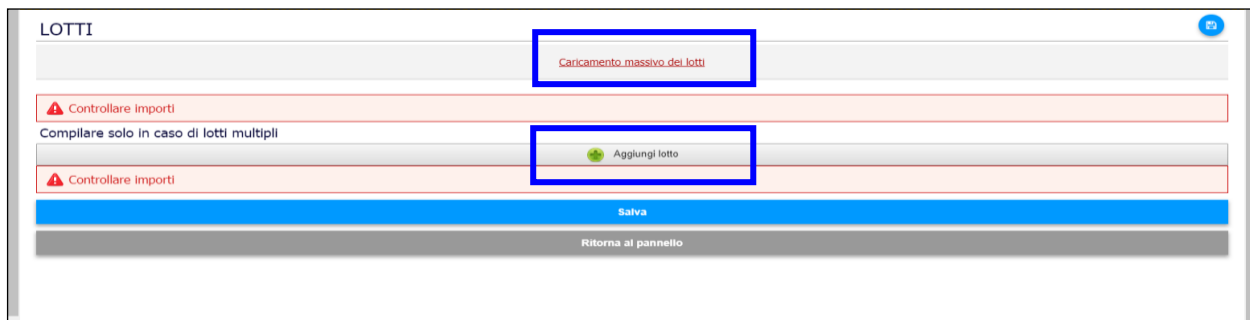 LOTTI
Caricamento massivo dei lotti
Controllare importi
Compilare solo in caso di lotti multipli
Aggiungi lotto
Controllare importi
Salva
Ritorna al pannello